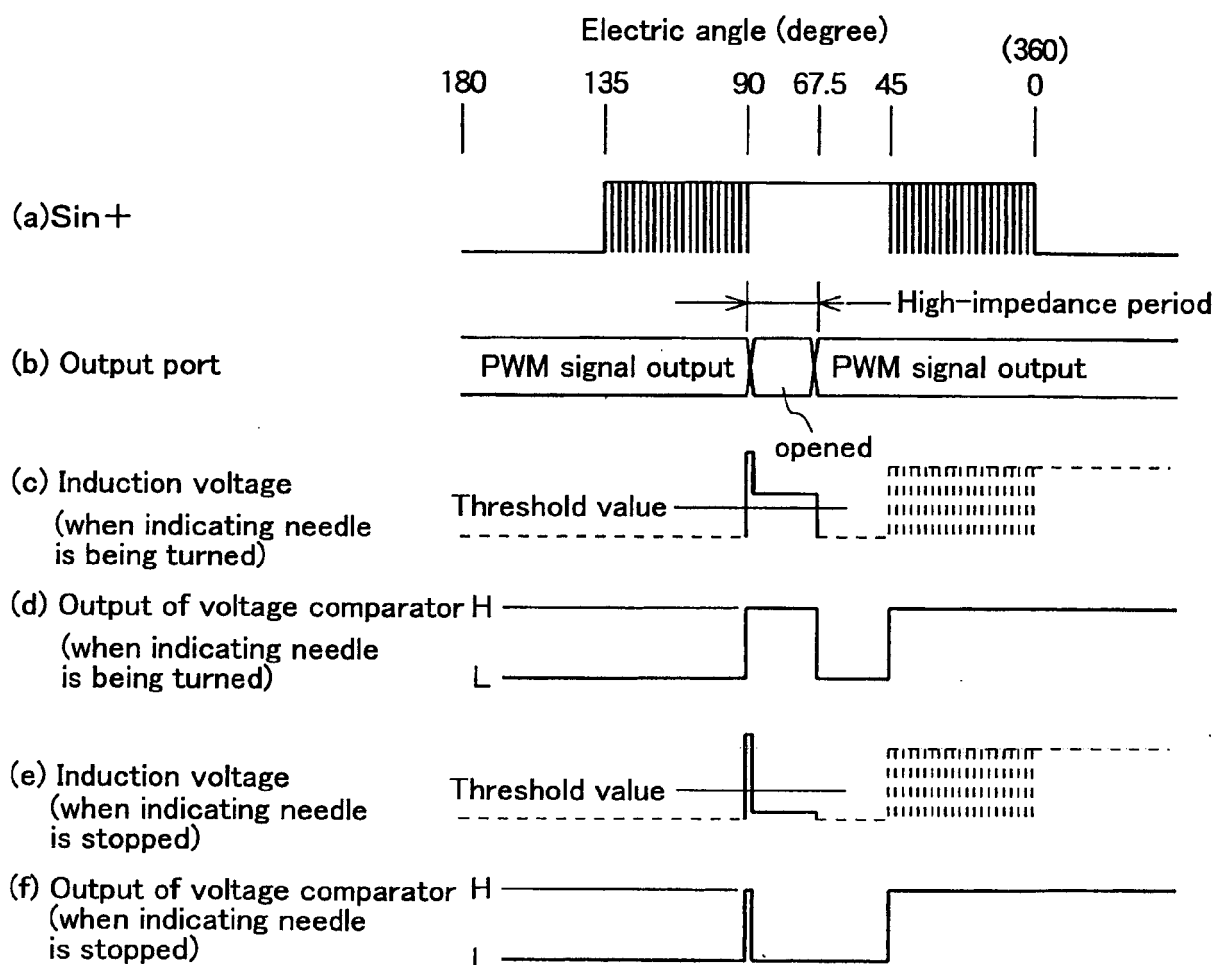 Electric angle (degree)
(360)
180 135 90 67.5 45 0
(a)Sin+
High-impedance period
(b) Output port
PWM signal output
PWM signal output
opened
(c) Induction voltage
(when indicating needle
is being turned)
Threshold value
(d) Output of voltage comparator H
(when indicating needle
is being turned)
L
(e) Induction voltage
(when indicating needle
is stopped)
Threshold value
(f) Output of voltage comparator H
(when indicating needle
is stopped)
L